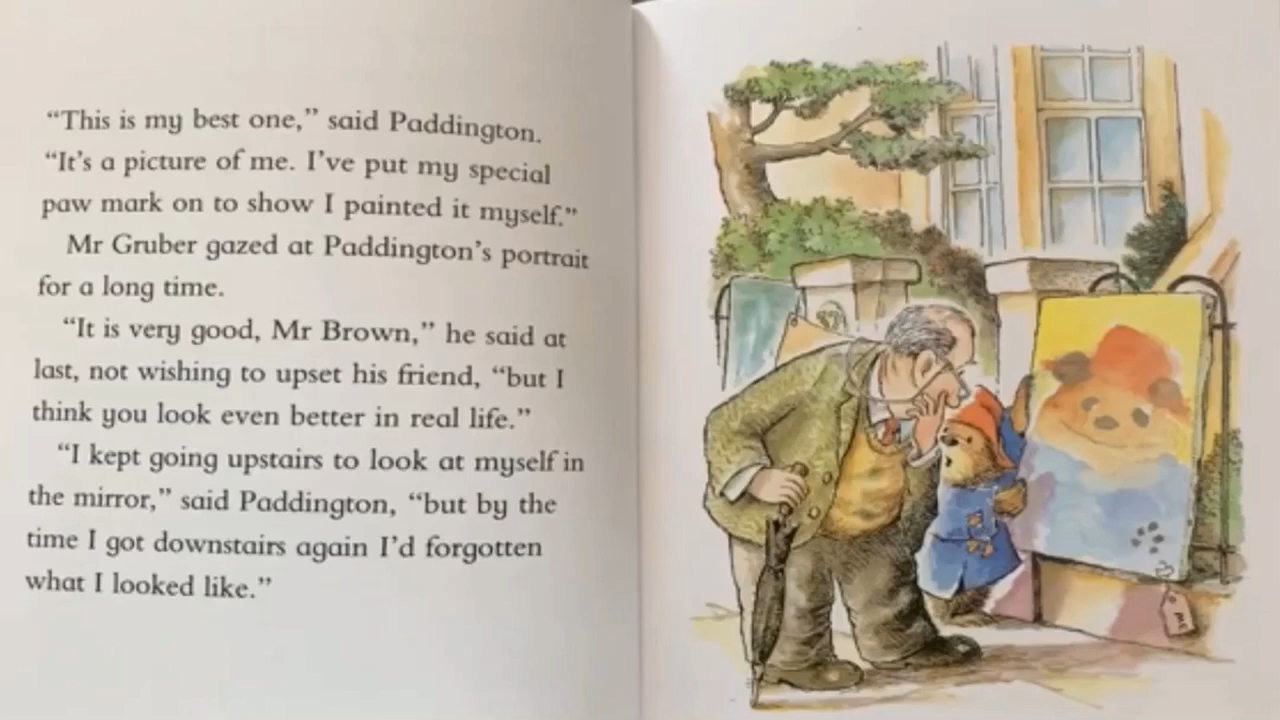 “This is my best one,” said Paddington.
“It’s a picture of me. I’ve put my special
paw mark on to show I painted it myself.”
Mr Gruber gazed at Paddington’s portrait
for a long time.
“It is very good, Mr Brown,” he said at
last, not wishing to upset his friend, “but I
think you look even better in real life.”
“I kept going upstairs to look at myself in
the mirror,” said Paddington, “but by the
time I got downstairs again I’d forgotten
what I looked like.”
ME